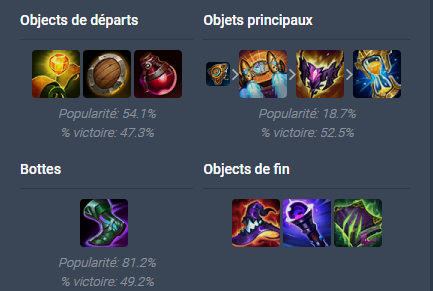 Objects de départs
Objets principaux
Popularité: 54.1%
% victoire: 47.3%
Popularité: 18.7%
% victoire: 52.5%
Bottes
Objects de fin
Popularité: 81.2%
% victoire: 49.2%